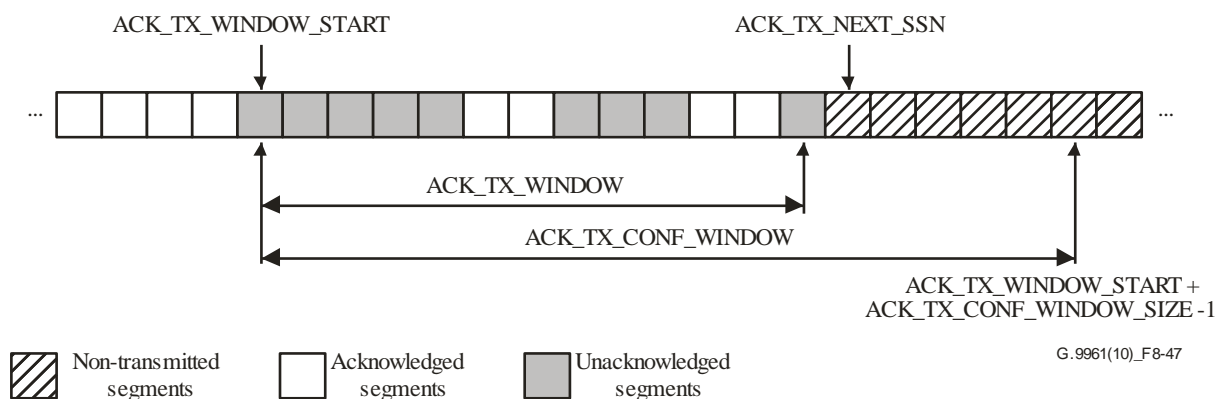 ACK_TX_WINDOW_START
ACK_TX_NEXT_SSN
...
...
ACK_TX_WINDOW
ACK_TX_CONF_WINDOW
ACK_TX_WINDOW_START +
ACK_TX_CONF_WINDOW_SIZE -1
Non-transmitted
segments
Acknowledged
segments
Unacknowledged
segments
G.9961(10)_F8-47